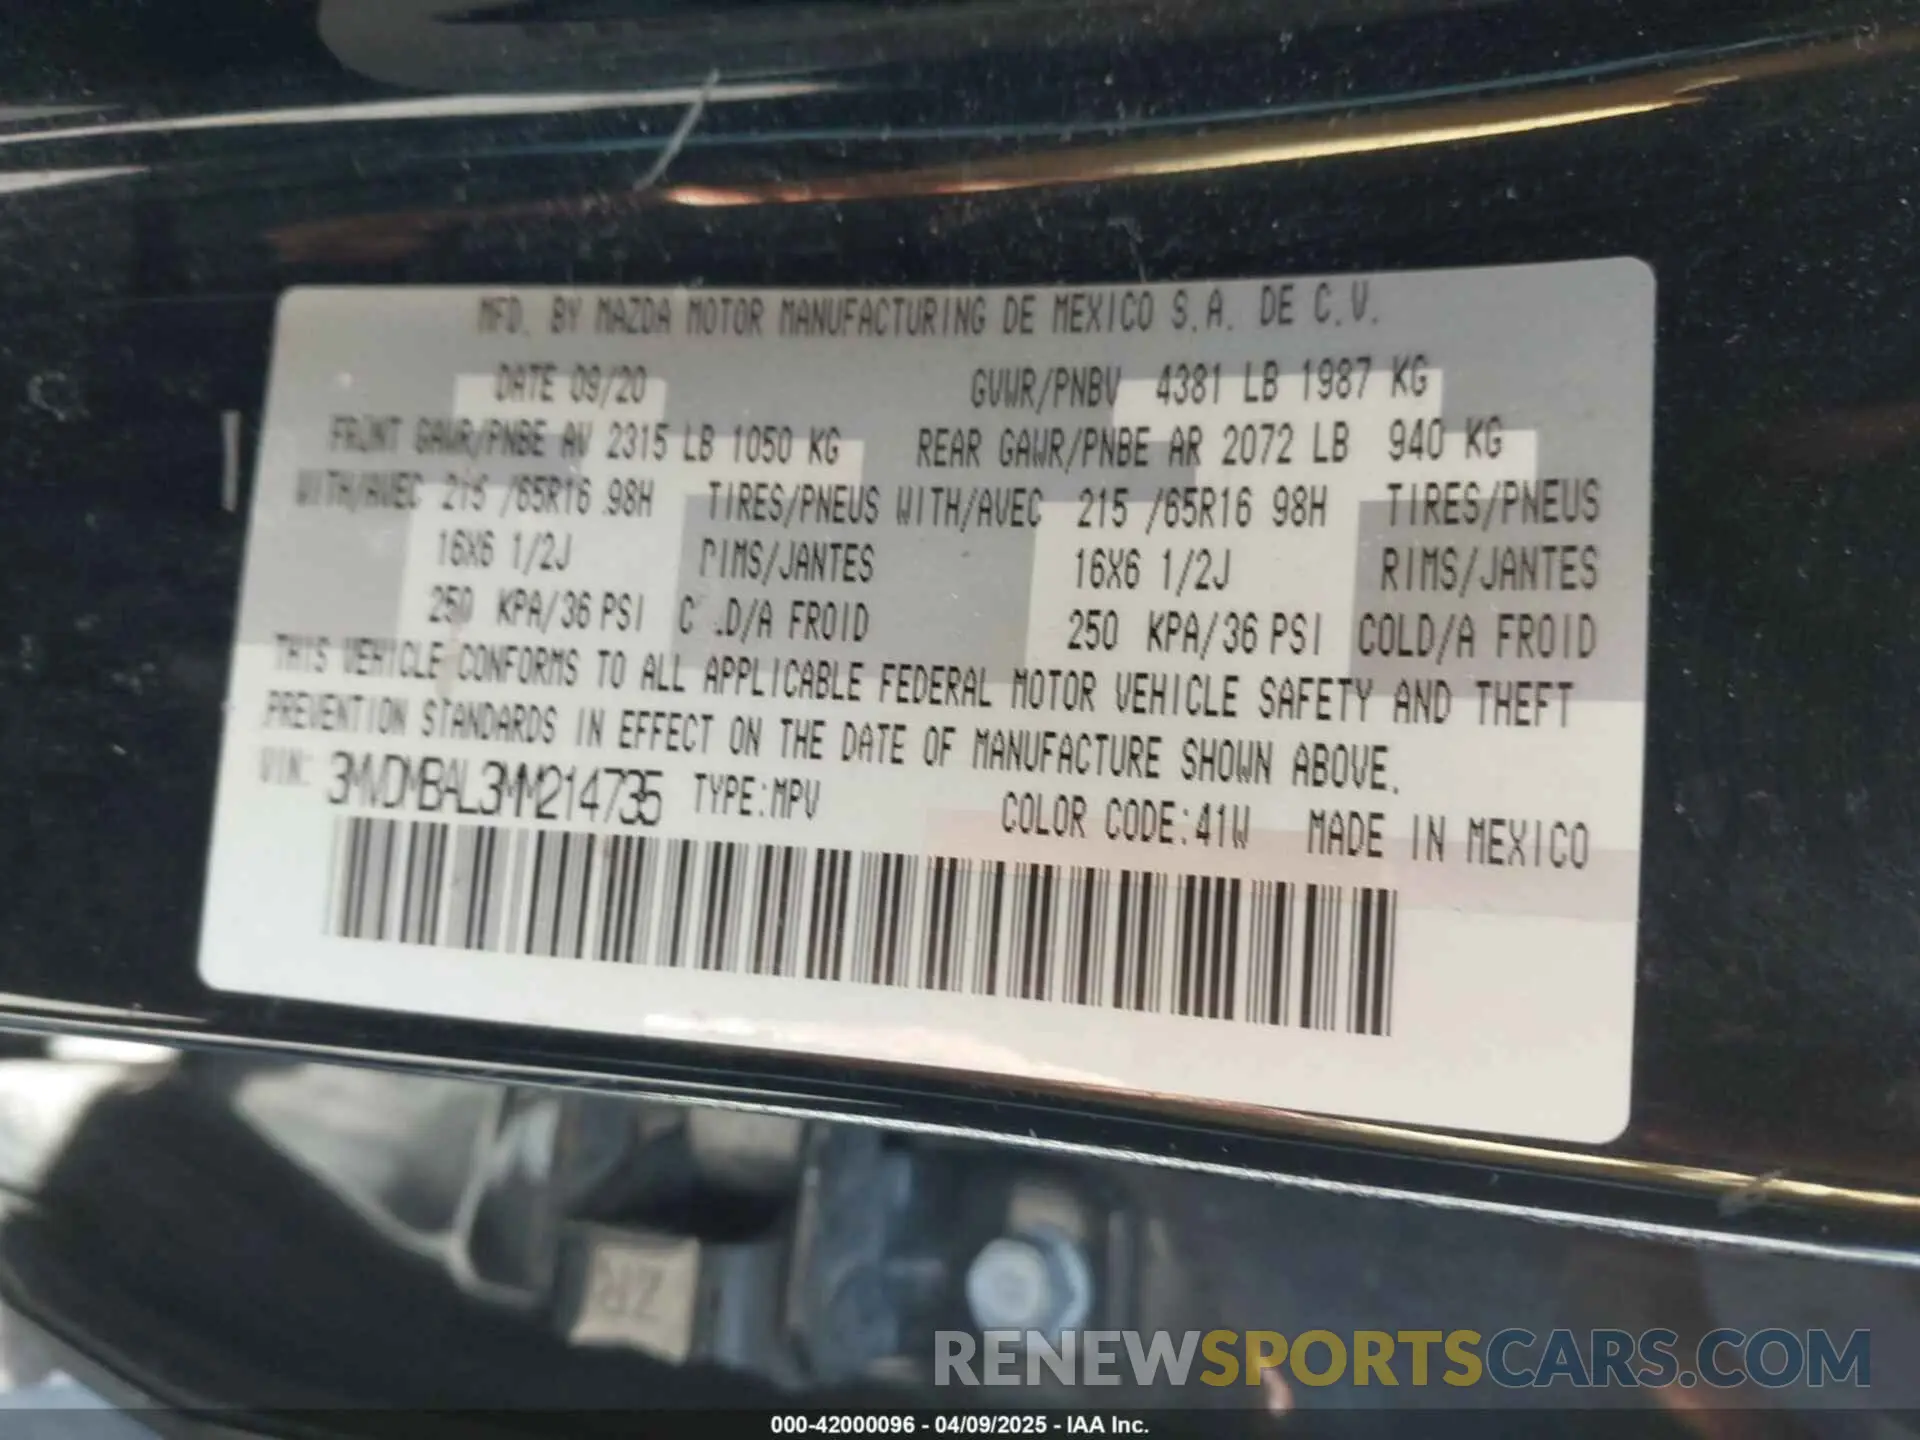 MFD. BY MAZDA MOTOR MANUFACTURING DE MEXICO S.A. DE C.V.
DATE 09/20 GVWR/PNBV 4381 LB 1987 KG
FRONT GAWR/PNBE AV 2315 LB 1050 KG REAR GAWR/PNBE AR 2072 LB 940 KG
WITH/AVEC 215 /65R16 98H TIRES/PNEUS WITH/AVEC 215 /65R16 98H TIRES/PNEUS
16X6 1/2J RIMS/JANTES 16X6 1/2J RIMS/JANTES
250 KPA/36 PSI COLD/A FROID 250 KPA/36 PSI COLD/A FROID
THIS VEHICLE CONFORMS TO ALL APPLICABLE FEDERAL MOTOR VEHICLE SAFETY AND THEFT
PREVENTION STANDARDS IN EFFECT ON THE DATE OF MANUFACTURE SHOWN ABOVE.
VIN: 3MVDMBAL3MM214735 TYPE:MPV COLOR CODE:41W MADE IN MEXICO
RENEWSPORTSCARS.COM
000-42000096 - 04/09/2025 - IAA Inc.